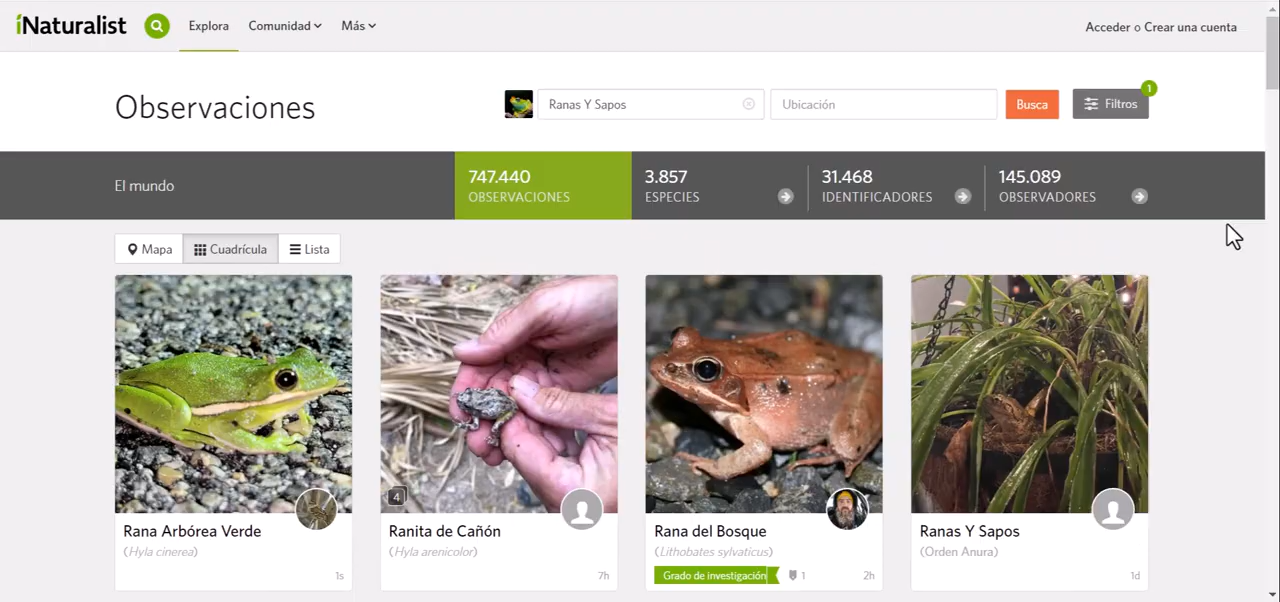 iNaturalist
Explora
Comunidad
Más
Acceder o Crear una cuenta
Observaciones
Ranas Y Sapos
Ubicación
Busca
Filtros
1
El mundo
747.440
OBSERVACIONES
3.857
ESPECIES
31.468
IDENTIFICADORES
145.089
OBSERVADORES
Mapa
Cuadrícula
Lista
4
Rana Arbórea Verde
(Hyla cinerea)
1s
Ranita de Cañón
(Hyla arenicolor)
7h
Rana del Bosque
(Lithobates sylvaticus)
Grado de investigación
1
2h
Ranas Y Sapos
(Orden Anura)
1d